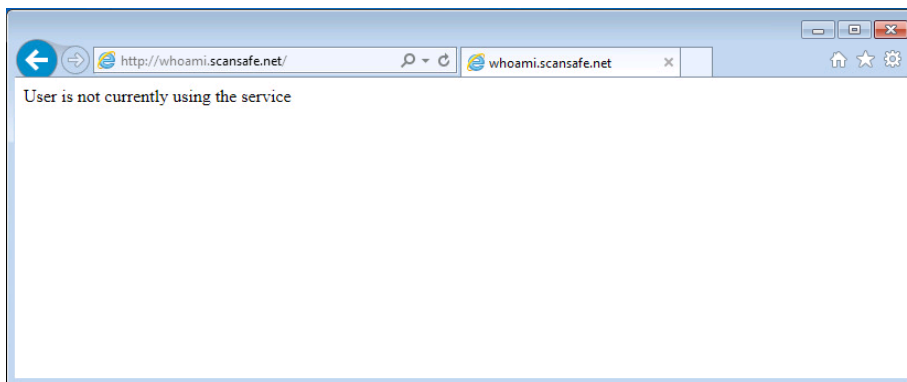 http://whoami.scansafe.net/
whoami.scansafe.net
User is not currently using the service